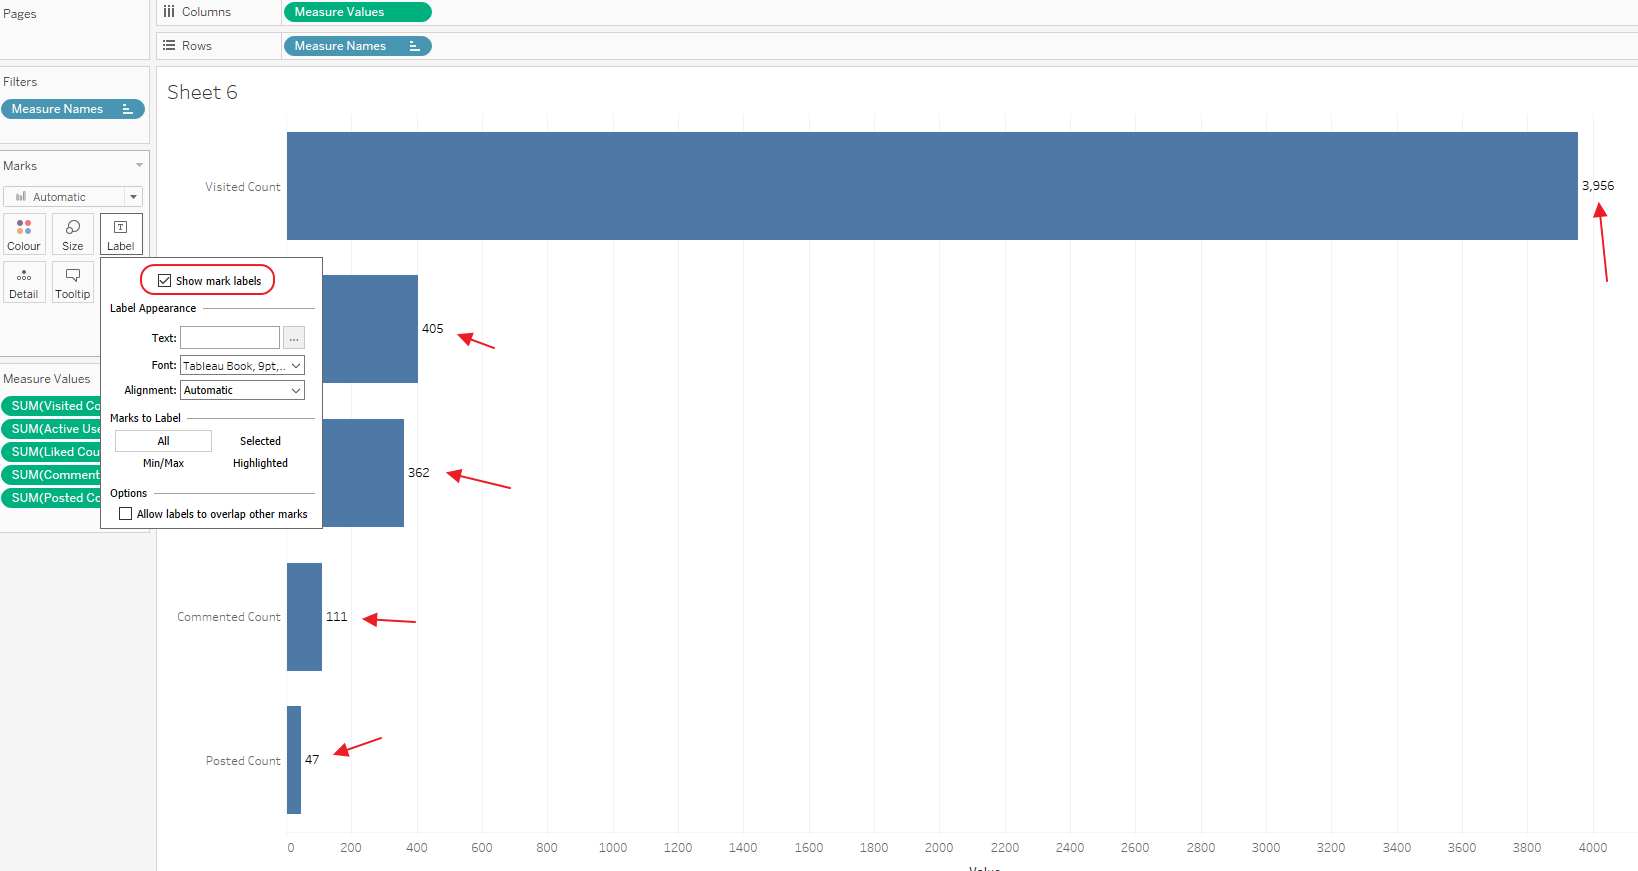 Pages
Columns
Measure Values
Rows
Measure Names
Filters
Measure Names
Sheet 6
Marks
Automatic
Colour
Size
Label
Detail
Tooltip
Show mark labels
Label Appearance
Text:
...
Font:
Tableau Book, 9pt,..
Alignment:
Automatic
Marks to Label
All
Selected
Min/Max
Highlighted
Options
Allow labels to overlap other marks
Measure Values
SUM(Visited Co
SUM(Active Use
SUM(Liked Cou
SUM(Comment
SUM(Posted Co
Visited Count
3,956
405
362
Commented Count
111
Posted Count
47
0 200 400 600 800 1000 1200 1400 1600 1800 2000 2200 2400 2600 2800 3000 3200 3400 3600 3800 4000
Value